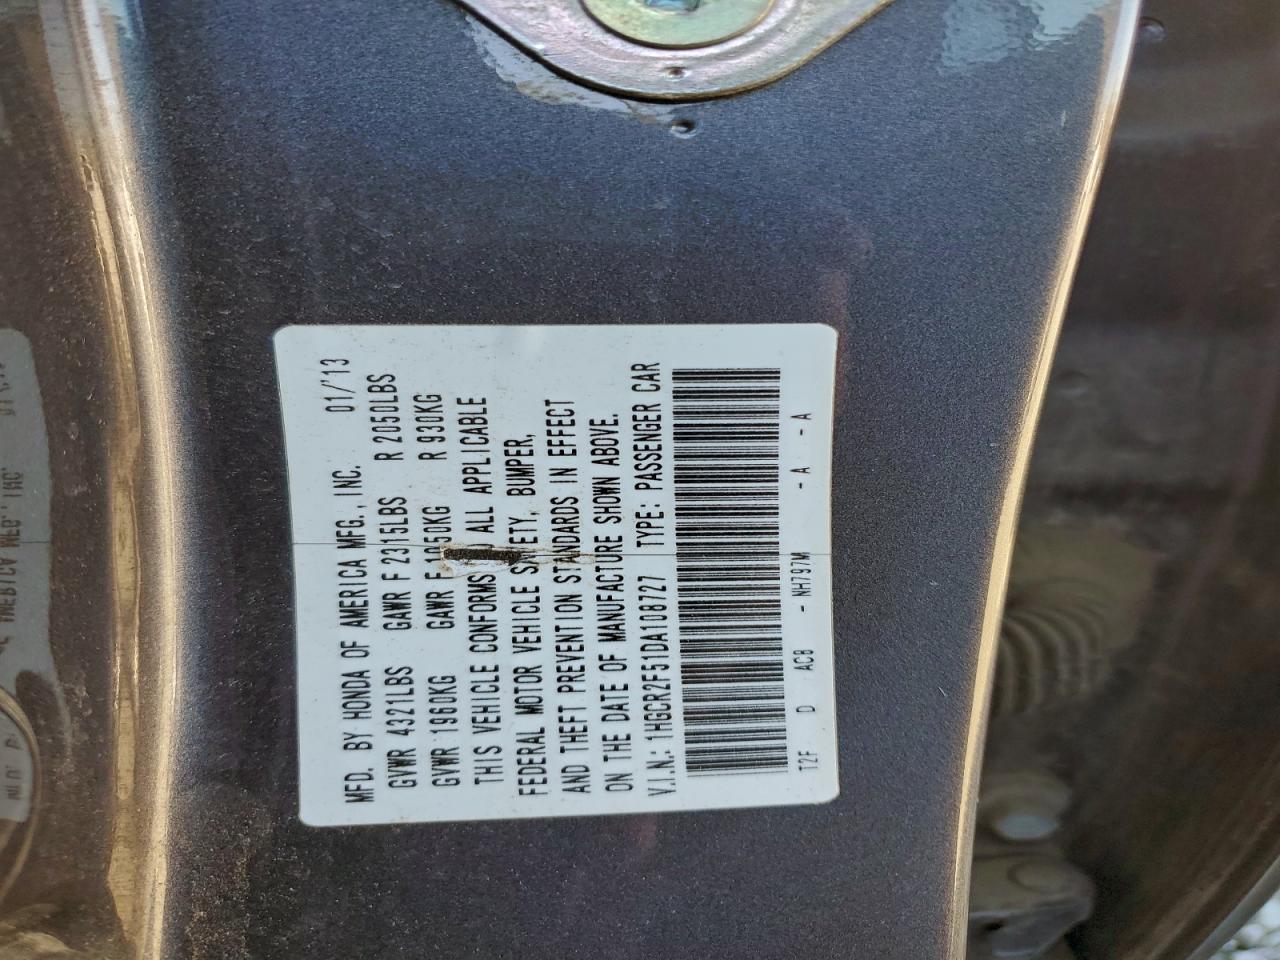 MFD. BY HONDA OF AMERICA MFG., INC. 01/'13
GVWR 4321LBS GAWR F 2315LBS R 2050LBS
GVWR 1960KG GAWR F 1050KG R 930KG
THIS VEHICLE CONFORMS ALL APPLICABLE
FEDERAL MOTOR VEHICLE SAFETY, BUMPER,
AND THEFT PREVENTION STANDARDS IN EFFECT
ON THE DATE OF MANUFACTURE SHOWN ABOVE.
V.I.N.: 1HGCR2F51DA108727 TYPE: PASSENGER CAR
T2F D AC8 - NH797M - A - A